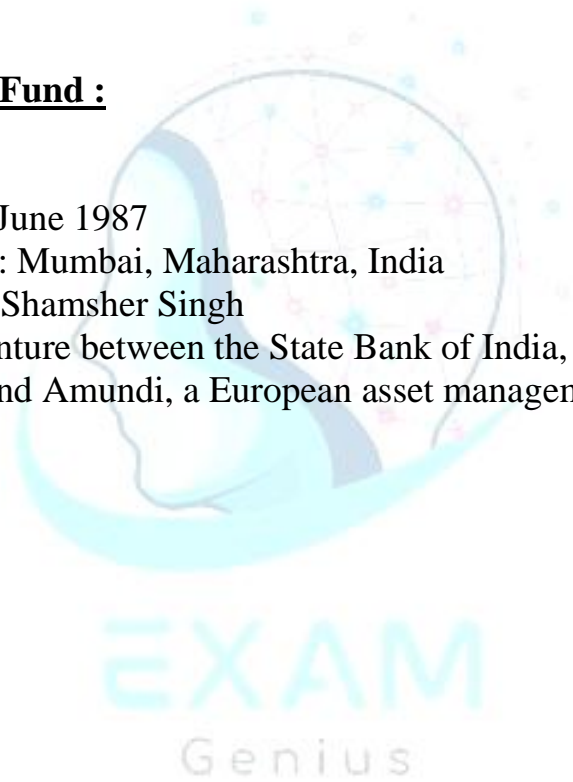 Fund :
June 1987
: Mumbai, Maharashtra, India
Shamsher Singh
nture between the State Bank of India,
nd Amundi, a European asset managem
EXAM
Genius